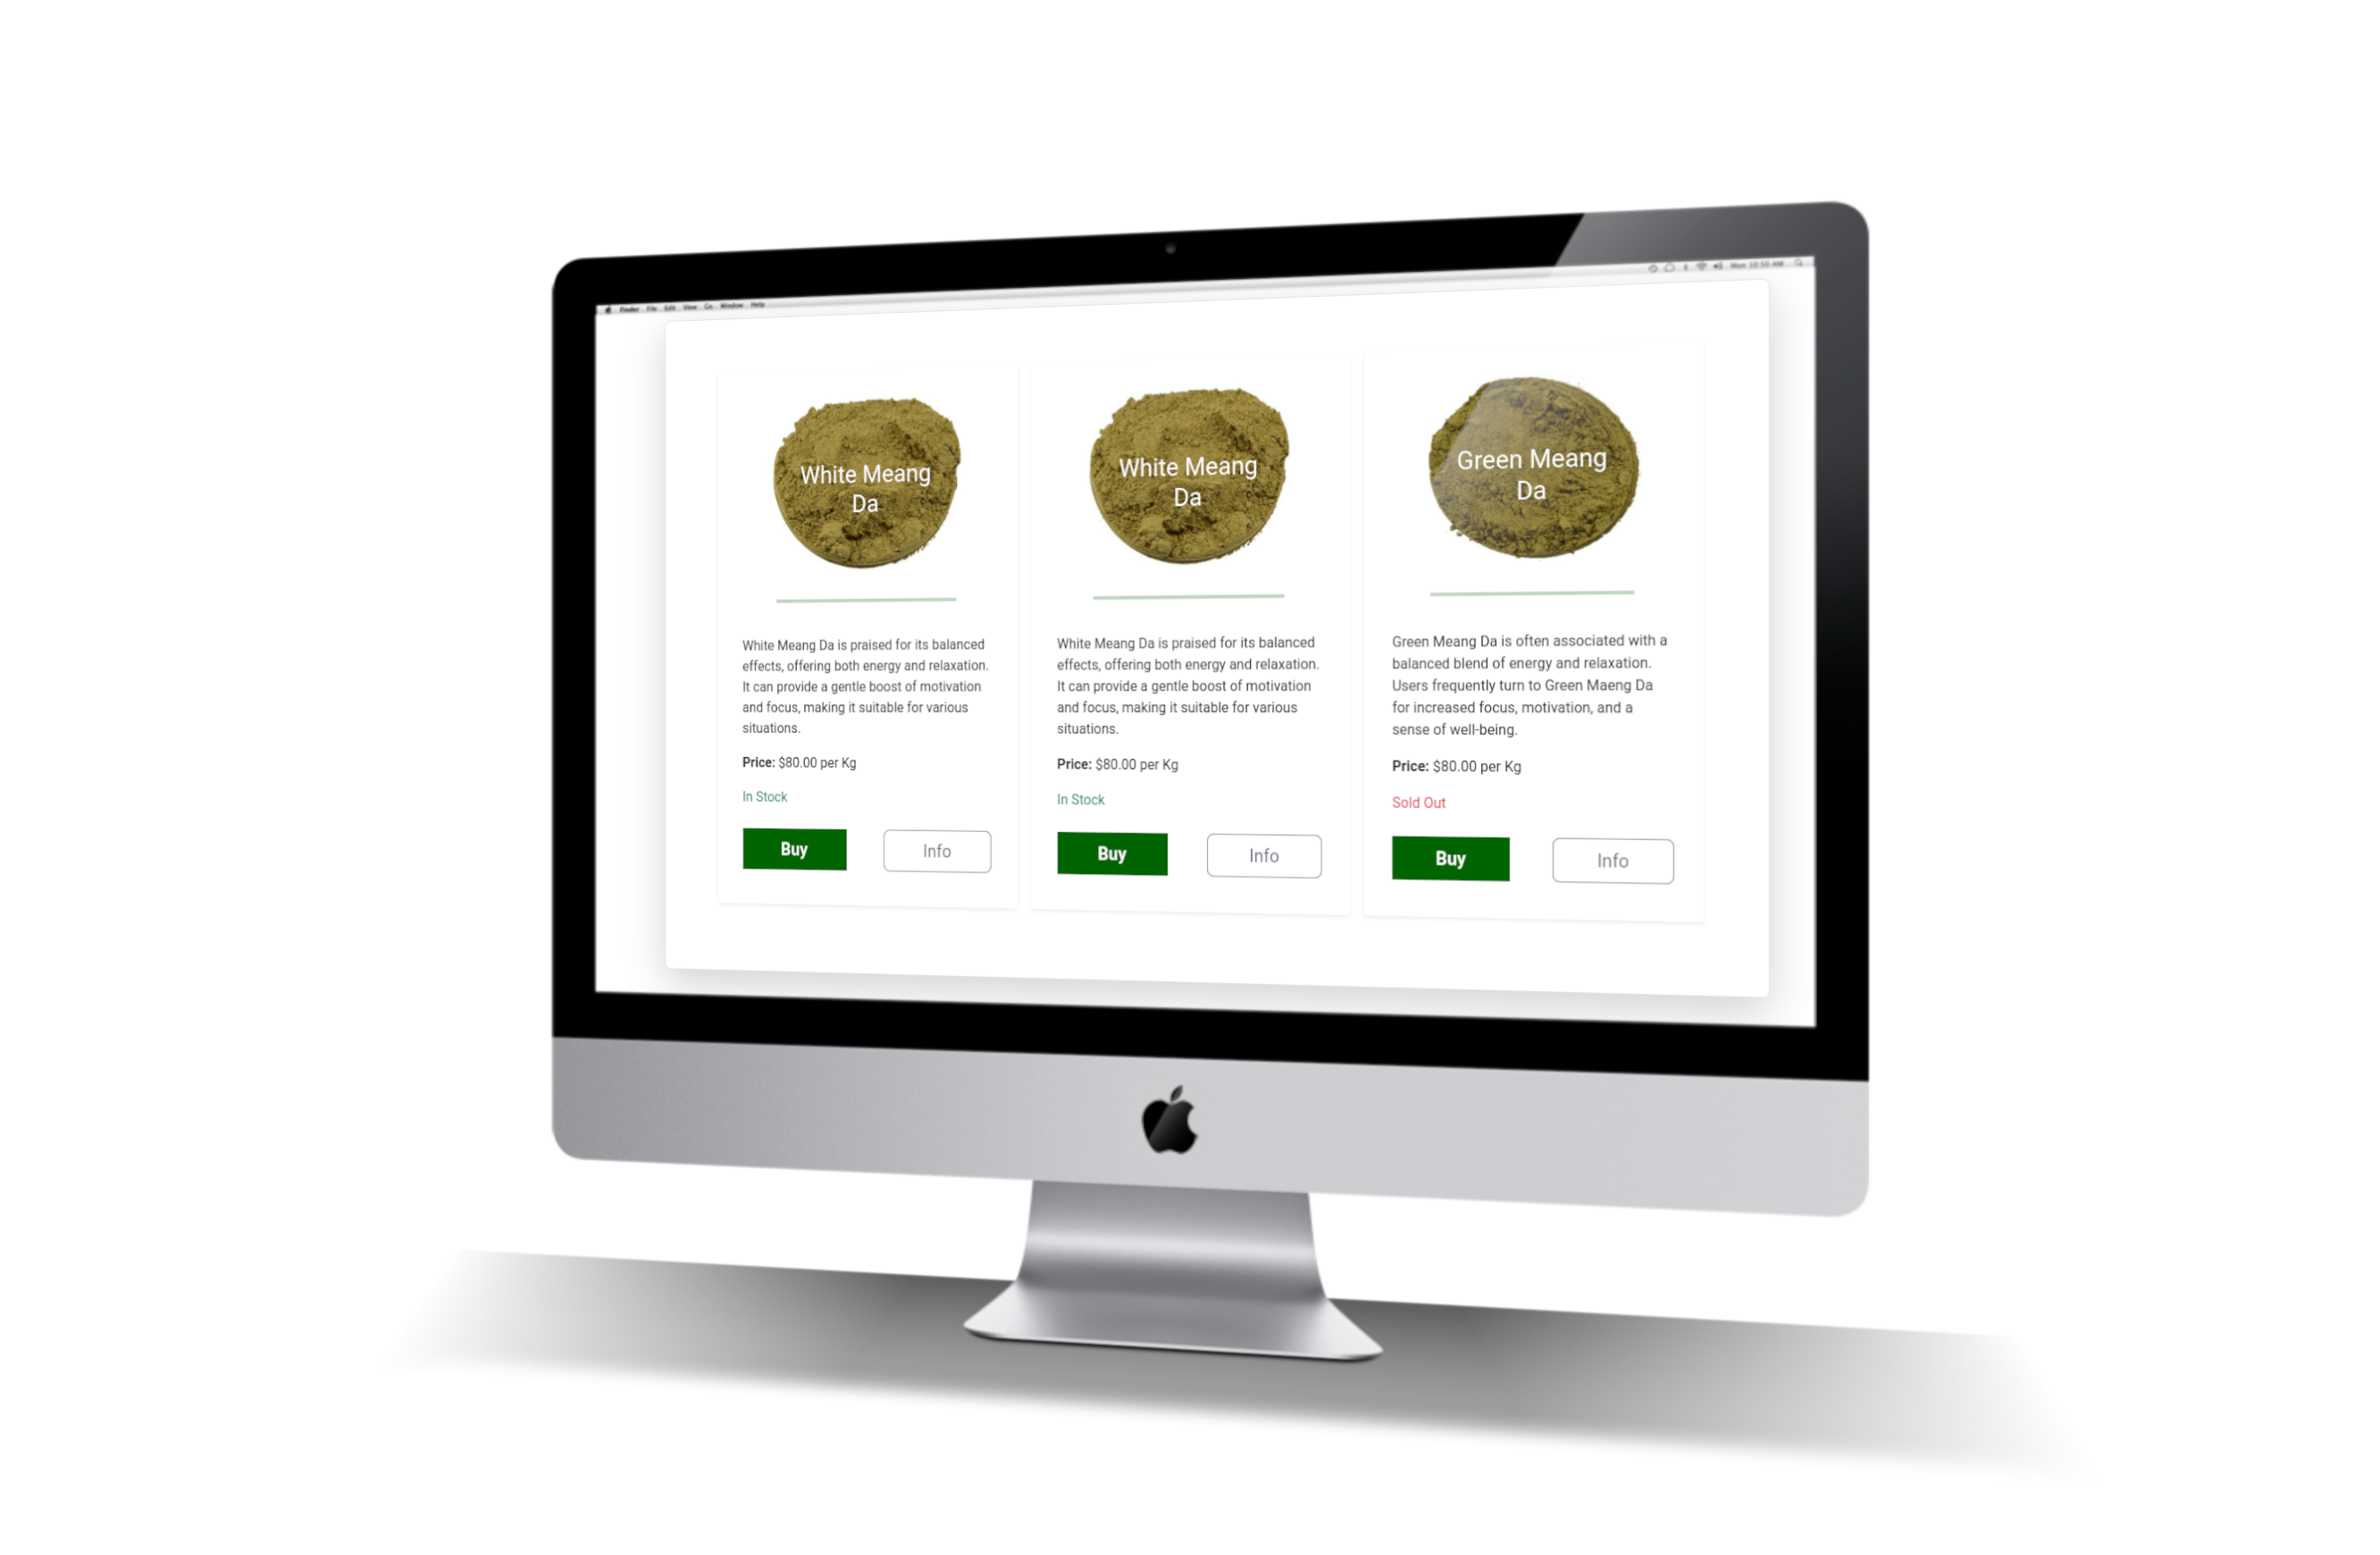 Finder File Edit View Go Window Help
Mon 10:50 AM
White Meang
Da
White Meang Da is praised for its balanced
effects, offering both energy and relaxation.
It can provide a gentle boost of motivation
and focus, making it suitable for various
situations.
Price: $80.00 per Kg
In Stock
Buy
Info
White Meang
Da
White Meang Da is praised for its balanced
effects, offering both energy and relaxation.
It can provide a gentle boost of motivation
and focus, making it suitable for various
situations.
Price: $80.00 per Kg
In Stock
Buy
Info
Green Meang
Da
Green Meang Da is often associated with a
balanced blend of energy and relaxation.
Users frequently turn to Green Maeng Da
for increased focus, motivation, and a
sense of well-being.
Price: $80.00 per Kg
Sold Out
Buy
Info